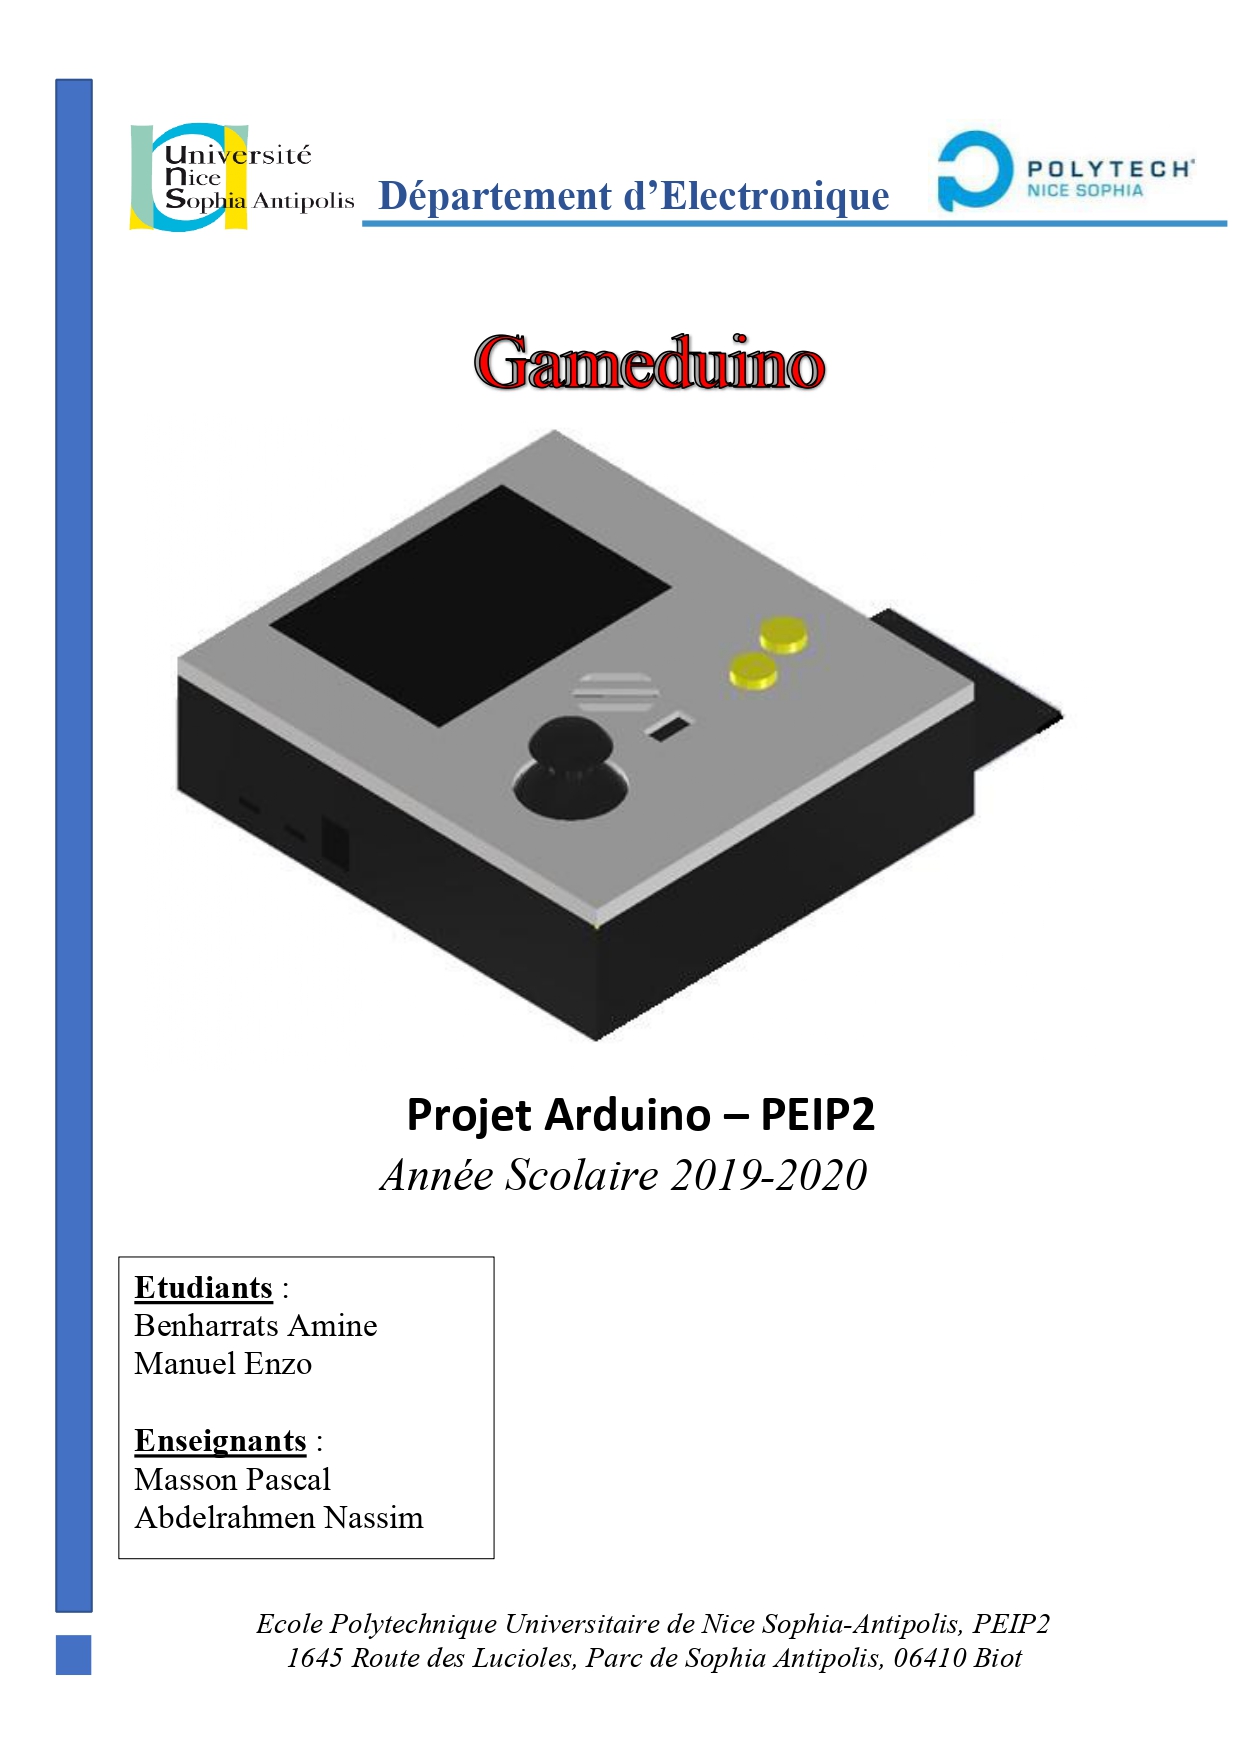 Université
Nice
Sophia Antipolis
Département d’Electronique
POLYTECH
NICE SOPHIA
Gameduino
Projet Arduino – PEIP2
Année Scolaire 2019-2020
Etudiants :
Benharrats Amine
Manuel Enzo
Enseignants :
Masson Pascal
Abdelrahmen Nassim
Ecole Polytechnique Universitaire de Nice Sophia-Antipolis, PEIP2
1645 Route des Lucioles, Parc de Sophia Antipolis, 06410 Biot